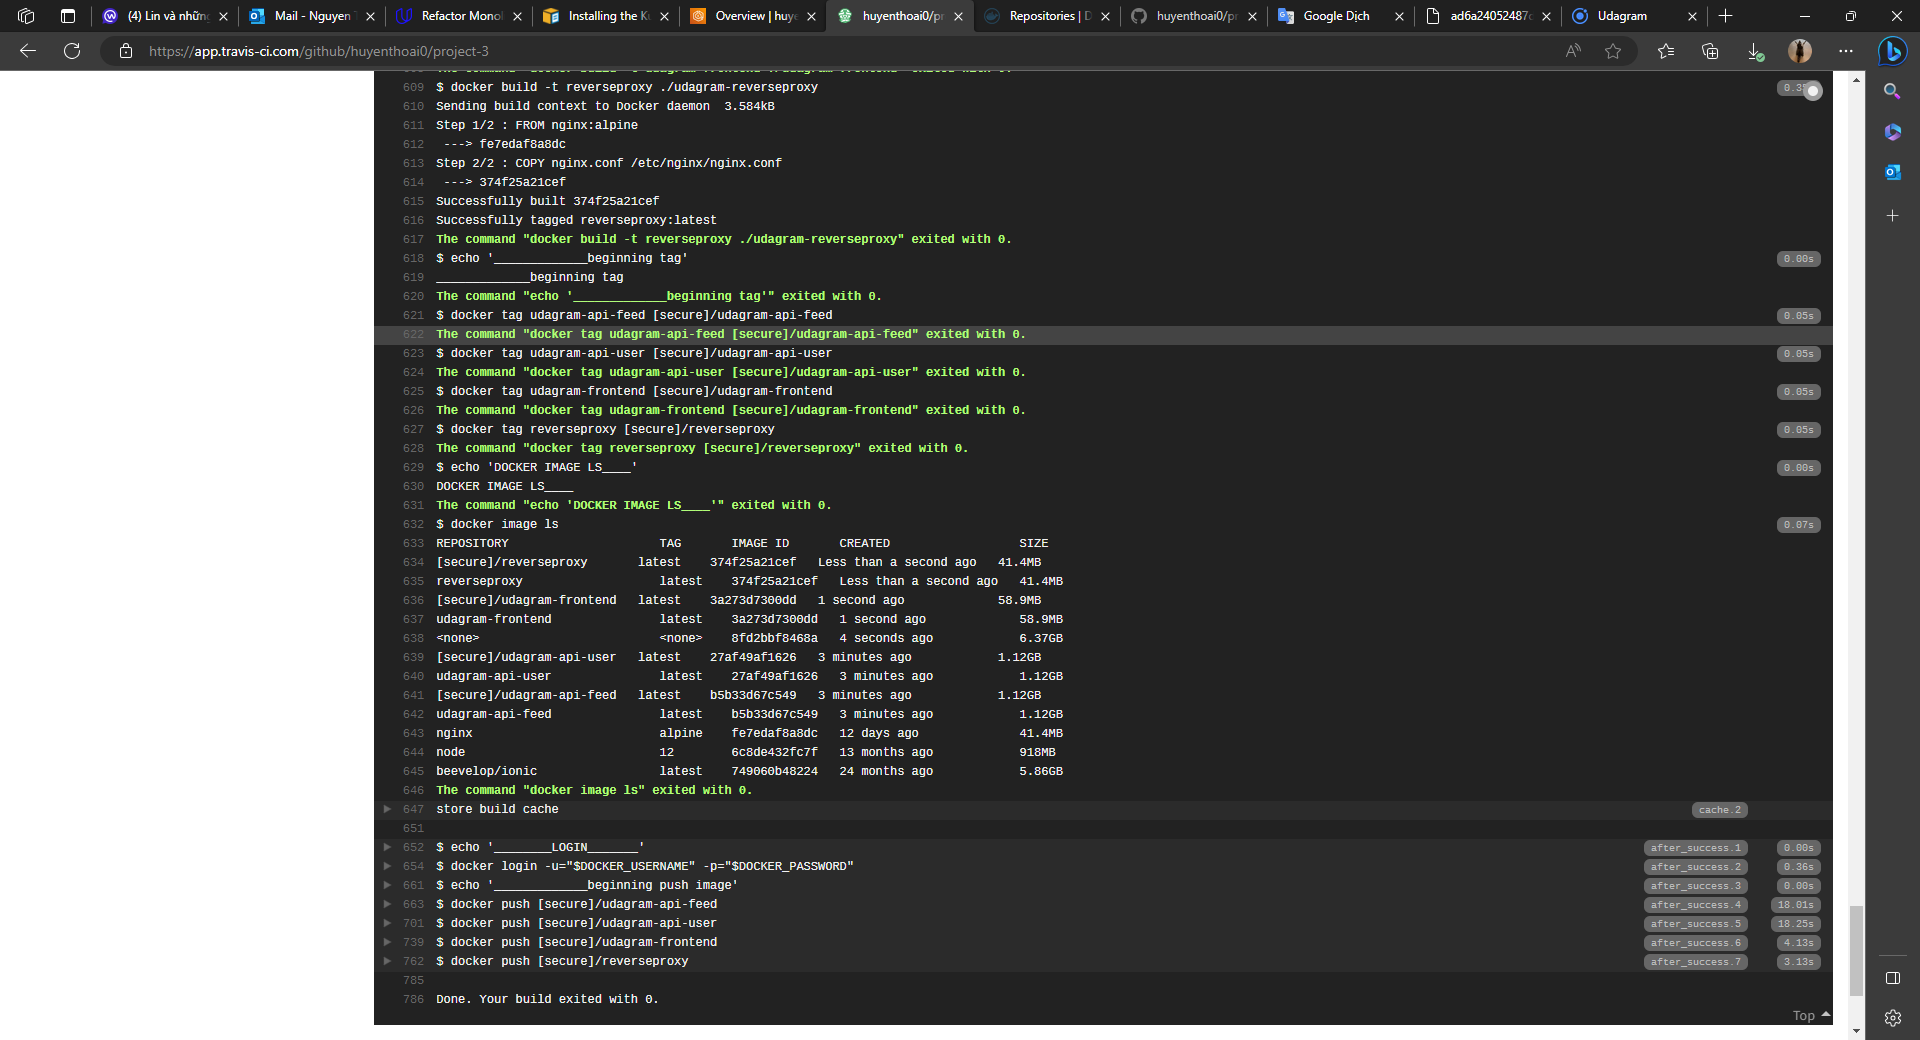 (4) Lin và những
Mail - Nguyen T
Refactor Monol
Installing the Ku
Overview | huye
huyenthoai0/pr
Repositories | D
huyenthoai0/pr
Google Dịch
ad6a24052487c
Udagram
https://app.travis-ci.com/github/huyenthoai0/project-3
609 $ docker build -t reverseproxy ./udagram-reverseproxy
610 Sending build context to Docker daemon  3.584kB
611 Step 1/2 : FROM nginx:alpine
612  ---> fe7edaf8a8dc
613 Step 2/2 : COPY nginx.conf /etc/nginx/nginx.conf
614  ---> 374f25a21cef
615 Successfully built 374f25a21cef
616 Successfully tagged reverseproxy:latest
617 The command "docker build -t reverseproxy ./udagram-reverseproxy" exited with 0.
618 $ echo '_____________beginning tag' 0.00s
619 _____________beginning tag
620 The command "echo '_____________beginning tag'" exited with 0.
621 $ docker tag udagram-api-feed [secure]/udagram-api-feed 0.05s
622 The command "docker tag udagram-api-feed [secure]/udagram-api-feed" exited with 0.
623 $ docker tag udagram-api-user [secure]/udagram-api-user 0.05s
624 The command "docker tag udagram-api-user [secure]/udagram-api-user" exited with 0.
625 $ docker tag udagram-frontend [secure]/udagram-frontend 0.05s
626 The command "docker tag udagram-frontend [secure]/udagram-frontend" exited with 0.
627 $ docker tag reverseproxy [secure]/reverseproxy 0.05s
628 The command "docker tag reverseproxy [secure]/reverseproxy" exited with 0.
629 $ echo 'DOCKER IMAGE LS____' 0.00s
630 DOCKER IMAGE LS____
631 The command "echo 'DOCKER IMAGE LS____'" exited with 0.
632 $ docker image ls 0.07s
633 REPOSITORY TAG IMAGE ID CREATED SIZE
634 [secure]/reverseproxy latest 374f25a21cef Less than a second ago 41.4MB
635 reverseproxy latest 374f25a21cef Less than a second ago 41.4MB
636 [secure]/udagram-frontend latest 3a273d7300dd 1 second ago 58.9MB
637 udagram-frontend latest 3a273d7300dd 1 second ago 58.9MB
638 <none> <none> 8fd2bbf8468a 4 seconds ago 6.37GB
639 [secure]/udagram-api-user latest 27af49af1626 3 minutes ago 1.12GB
640 udagram-api-user latest 27af49af1626 3 minutes ago 1.12GB
641 [secure]/udagram-api-feed latest b5b33d67c549 3 minutes ago 1.12GB
642 udagram-api-feed latest b5b33d67c549 3 minutes ago 1.12GB
643 nginx alpine fe7edaf8a8dc 12 days ago 41.4MB
644 node 12 6c8de432fc7f 13 months ago 918MB
645 beevelop/ionic latest 749060b48224 24 months ago 5.86GB
646 The command "docker image ls" exited with 0.
647 store build cache cache.2
651
652 $ echo '________LOGIN_______' after_success.1 0.00s
654 $ docker login -u="$DOCKER_USERNAME" -p="$DOCKER_PASSWORD" after_success.2 0.36s
661 $ echo '_____________beginning push image' after_success.3 0.00s
663 $ docker push [secure]/udagram-api-feed after_success.4 18.01s
701 $ docker push [secure]/udagram-api-user after_success.5 18.25s
739 $ docker push [secure]/udagram-frontend after_success.6 4.13s
762 $ docker push [secure]/reverseproxy after_success.7 3.13s
785
786 Done. Your build exited with 0.
Top